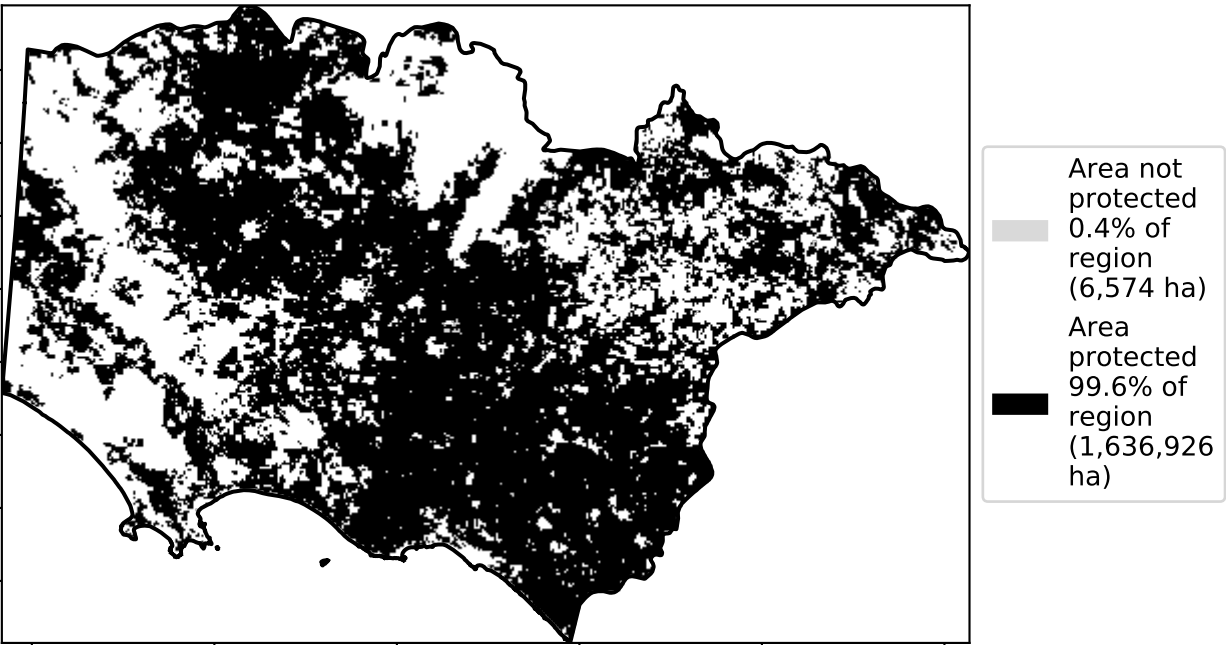 Area not
protected
0.4% of
region
(6,574 ha)
Area
protected
99.6% of
region
(1,636,926
ha)